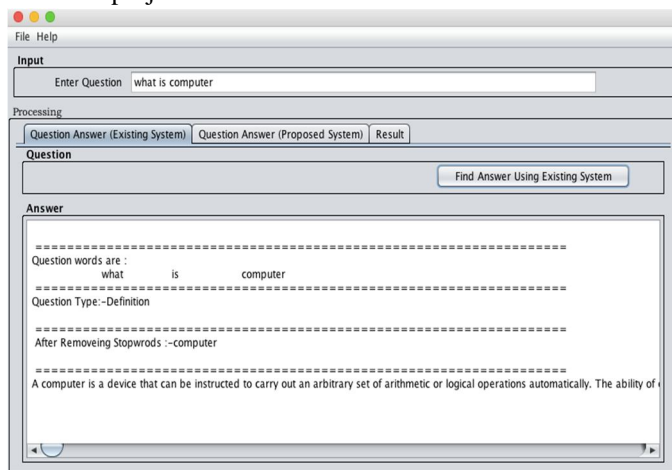 File Help
Input
Enter Question what is computer
Processing
Question Answer (Existing System) Question Answer (Proposed System) Result
Question
Find Answer Using Existing System
Answer
====================================================================
Question words are :
what is computer
====================================================================
Question Type:-Definition
====================================================================
After Removeing Stopwrods :-computer
====================================================================
A computer is a device that can be instructed to carry out an arbitrary set of arithmetic or logical operations automatically. The ability of